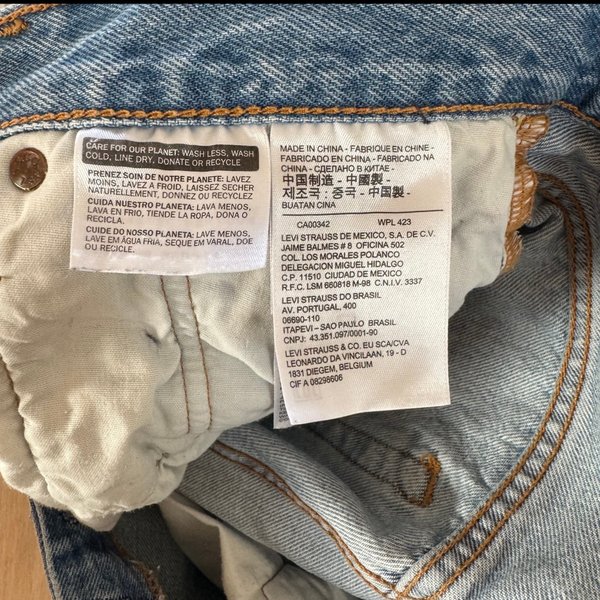 CARE FOR OUR PLANET: WASH LESS, WASH
COLD, LINE DRY, DONATE OR RECYCLE
PRENEZ SOIN DE NOTRE PLANETE: LAVEZ
MOINS, LAVEZ A FROID, LAISSEZ SECHER
NATURELLEMENT, DONNEZ OU RECYCLEZ
CUIDA NUESTRO PLANETA: LAVA MENOS,
LAVA EN FRIO, TIENDE LA ROPA, DONA O
RECICLA.
CUIDE DO NOSSO PLANETA: LAVE MENOS,
LAVE EM ÁGUA FRIA, SEQUE EM VARAL, DOE
OU RECICLE.
MADE IN CHINA - FABRIQUE EN CHINE -
FABRICADO EN CHINA - FABRICADO NA
CHINA - СДЕЛАНО В КИТАЕ -
中国制造 - 中國製 -
제조국 : 중국 - 中国製 -
BUATAN CINA
CA00342 WPL 423
LEVI STRAUSS DE MEXICO, S.A. DE C.V.
JAIME BALMES # 8 OFICINA 502
COL. LOS MORALES POLANCO
DELEGACION MIGUEL HIDALGO
C.P. 11510 CIUDAD DE MEXICO
R.F.C. LSM 660818 M-98 C.N.I.V. 3337
LEVI STRAUSS DO BRASIL
AV. PORTUGAL, 400
06690-110
ITAPEVI – SAO PAULO BRASIL
CNPJ: 43.351.097/0001-90
LEVI STRAUSS & CO. EU SCA/CVA
LEONARDO DA VINCILAAN, 19 - D
1831 DIEGEM, BELGIUM
CIF A 08298606